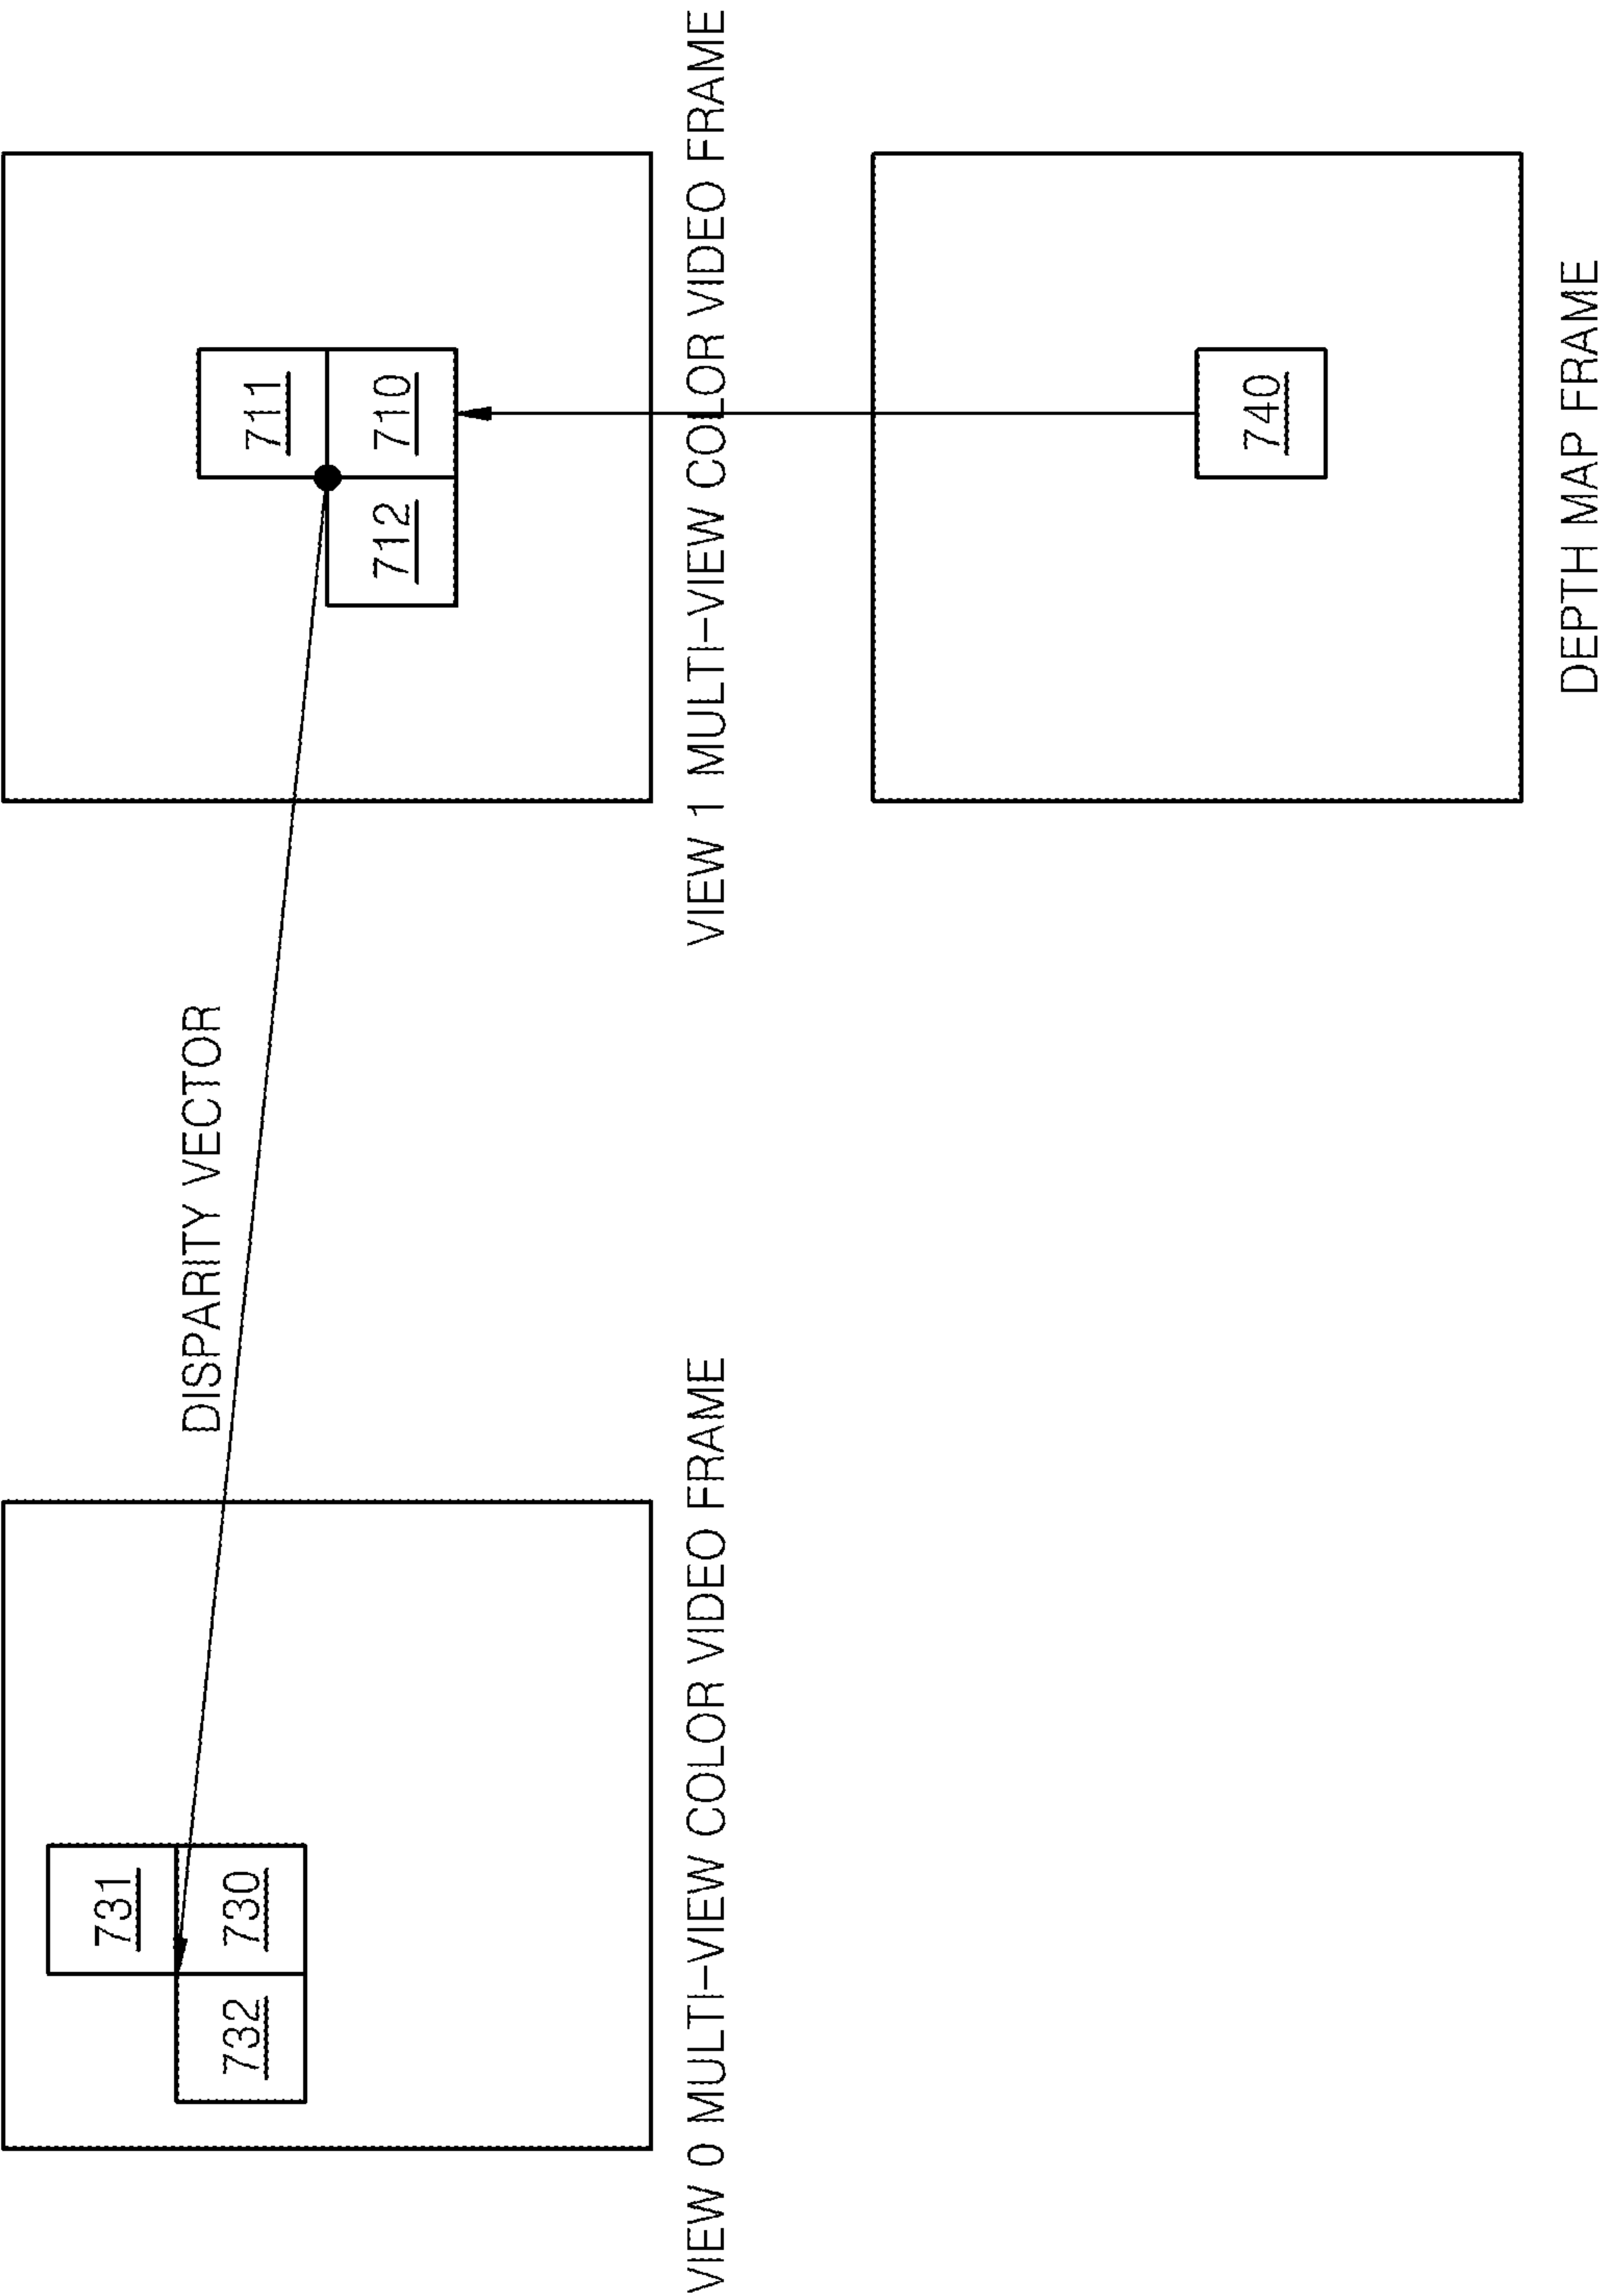 731
DISPARITY VECTOR
732 730
711
712 710
VIEW 0 MULTI-VIEW COLOR VIDEO FRAME
VIEW 1 MULTI-VIEW COLOR VIDEO FRAME
740
DEPTH MAP FRAME